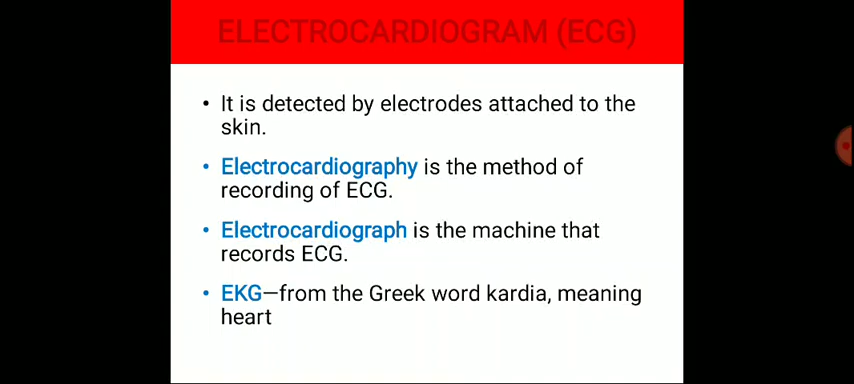 ELECTROCARDIOGRAM (ECG)
• It is detected by electrodes attached to the
skin.
• Electrocardiography is the method of
recording of ECG.
• Electrocardiograph is the machine that
records ECG.
• EKG—from the Greek word kardia, meaning
heart